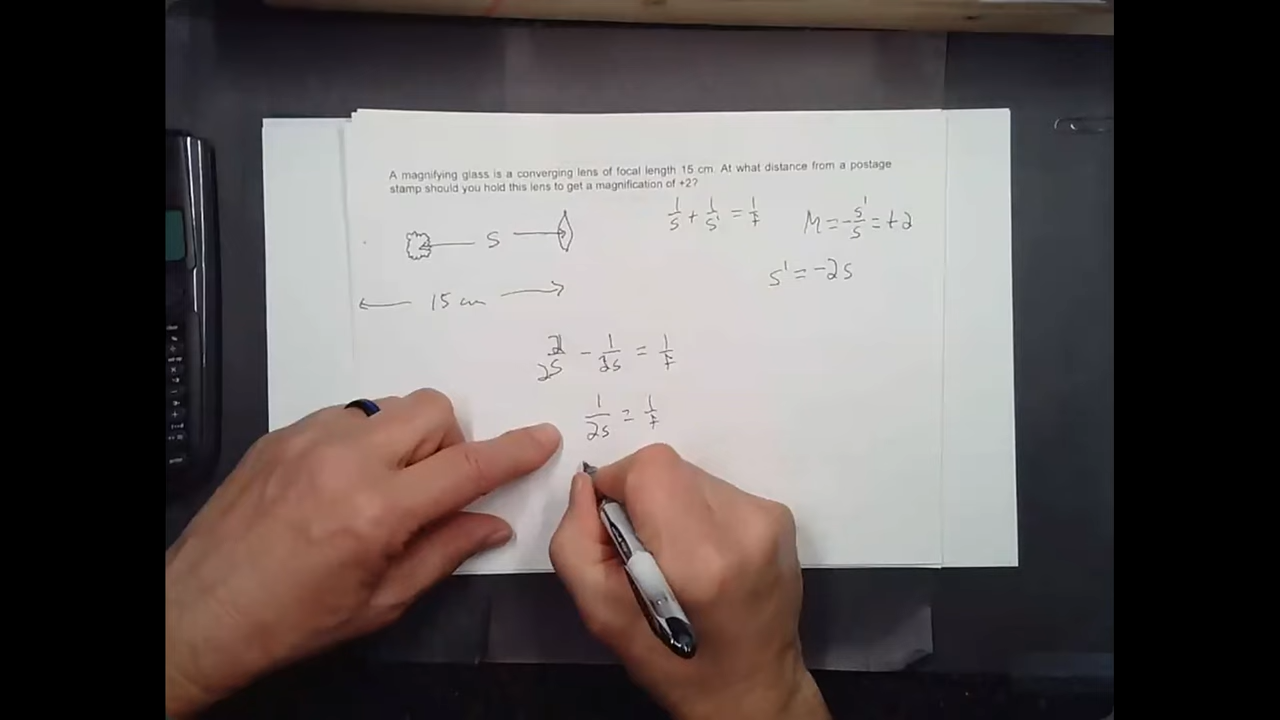 A magnifying glass is a converging lens of focal length 15 cm. At what distance from a postage
stamp should you hold this lens to get a magnification of +2?
1/s + 1/s' = 1/f
M = -s'/s = +2
s
s' = -2s
15 cm
2/2s - 1/2s = 1/f
1/2s = 1/f